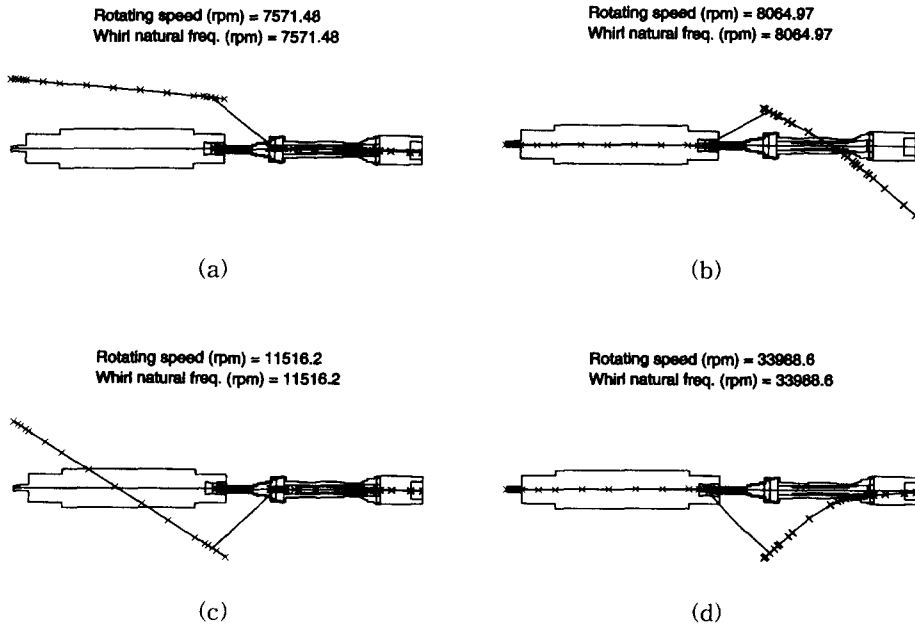 Rotating speed (rpm) = 7571.48
Whirl natural freq. (rpm) = 7571.48
Rotating speed (rpm) = 8064.97
Whirl natural freq. (rpm) = 8064.97
(a)
(b)
Rotating speed (rpm) = 11516.2
Whirl natural freq. (rpm) = 11516.2
Rotating speed (rpm) = 33988.6
Whirl natural freq. (rpm) = 33988.6
(c)
(d)